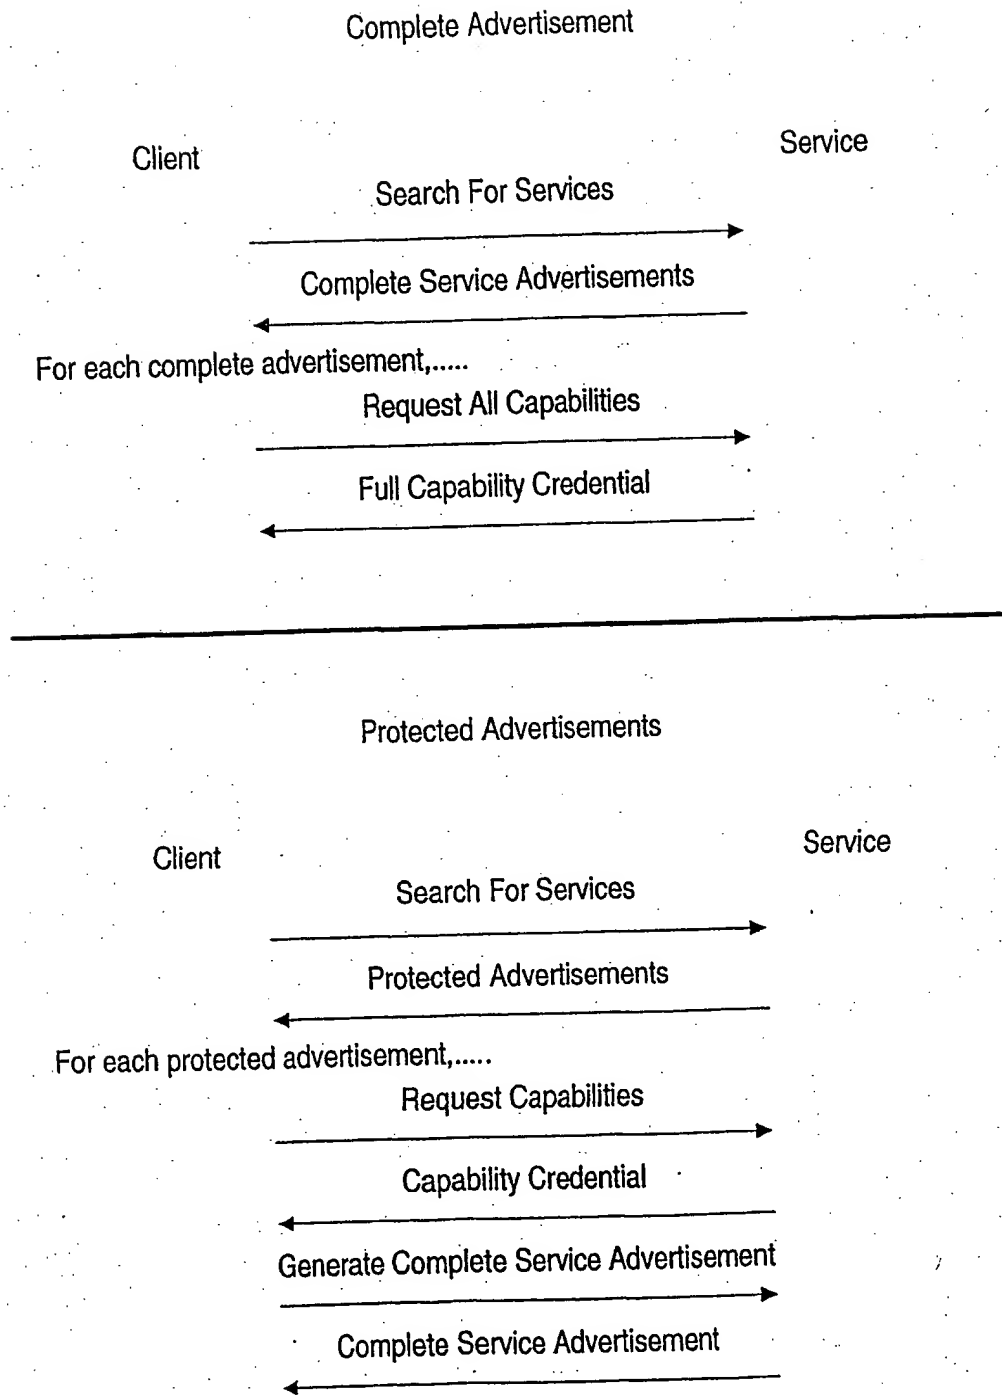 Complete Advertisement
Client
Service
Search For Services
Complete Service Advertisements
For each complete advertisement,.....
Request All Capabilities
Full Capability Credential
Protected Advertisements
Client
Service
Search For Services
Protected Advertisements
For each protected advertisement,.....
Request Capabilities
Capability Credential
Generate Complete Service Advertisement
Complete Service Advertisement